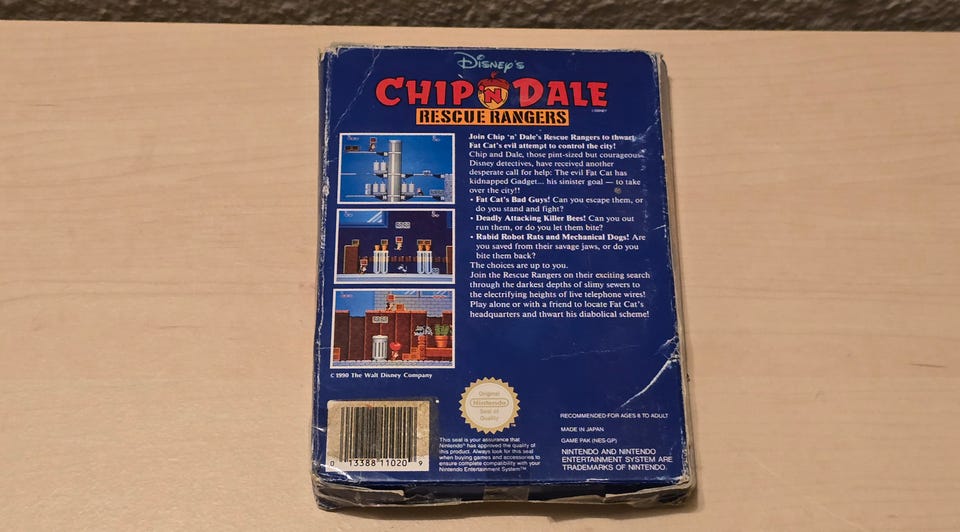 Disney's
CHIP 'N DALE
RESCUE RANGERS
© DISNEY
Join Chip 'n' Dale's Rescue Rangers to thwart
Fat Cat's evil attempt to control the city!
Chip and Dale, those pint-sized but courageous
Disney detectives, have received another
desperate call for help: The evil Fat Cat has
kidnapped Gadget... his sinister goal — to take
over the city!!
• Fat Cat's Bad Guys! Can you escape them, or
do you stand and fight?
• Deadly Attacking Killer Bees! Can you out
run them, or do you let them bite?
• Rabid Robot Rats and Mechanical Dogs! Are
you saved from their savage jaws, or do you
bite them back?
The choices are up to you.
Join the Rescue Rangers on their exciting search
through the darkest depths of slimy sewers to
the electrifying heights of live telephone wires!
Play alone or with a friend to locate Fat Cat's
headquarters and thwart his diabolical scheme!
© 1990 The Walt Disney Company
0 13388 11020 9
Original
Nintendo
Seal of
Quality
TM
This seal is your assurance that
Nintendo® has approved the quality of
this product. Always look for this seal
when buying games and accessories to
ensure complete compatibility with your
Nintendo Entertainment System™
RECOMMENDED FOR AGES 6 TO ADULT
MADE IN JAPAN
GAME PAK (NES-GP)
NINTENDO AND NINTENDO
ENTERTAINMENT SYSTEM ARE
TRADEMARKS OF NINTENDO.